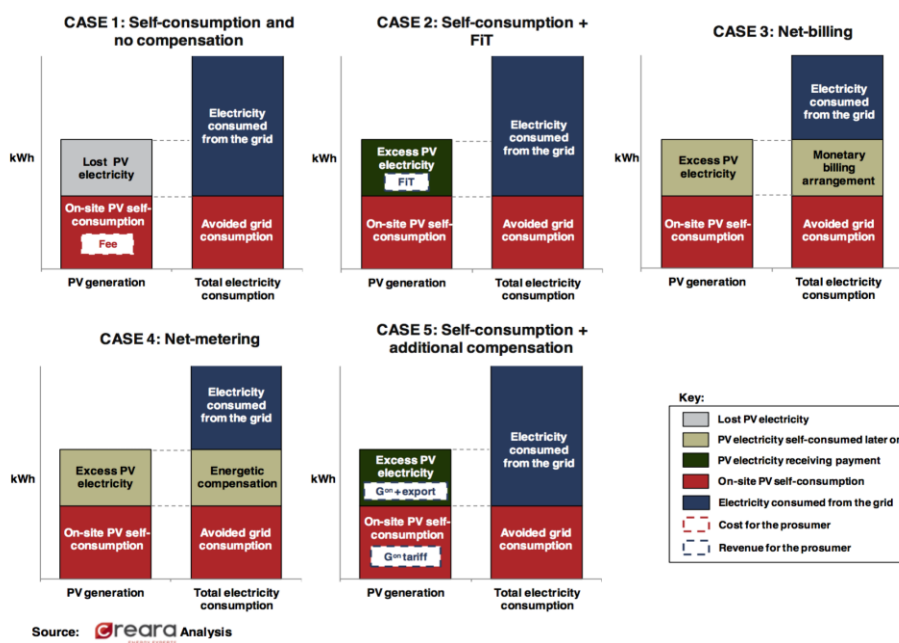 CASE 1: Self-consumption and
no compensation
kWh
Lost PV
electricity
On-site PV self-
consumption
Fee
Electricity
consumed
from the grid
Avoided grid
consumption
PV generation
Total electricity
consumption
CASE 2: Self-consumption +
FiT
kWh
Excess PV
electricity
FiT
On-site PV self-
consumption
Electricity
consumed
from the grid
Avoided grid
consumption
PV generation
Total electricity
consumption
CASE 3: Net-billing
kWh
Excess PV
electricity
On-site PV self-
consumption
Electricity
consumed
from the grid
Monetary
billing
arrangement
Avoided grid
consumption
PV generation
Total electricity
consumption
CASE 4: Net-metering
kWh
Excess PV
electricity
On-site PV self-
consumption
Electricity
consumed
from the grid
Energetic
compensation
Avoided grid
consumption
PV generation
Total electricity
consumption
CASE 5: Self-consumption +
additional compensation
kWh
Excess PV
electricity
Gᵒⁿ + export
On-site PV self-
consumption
Gᵒⁿ tariff
Electricity
consumed
from the grid
Avoided grid
consumption
PV generation
Total electricity
consumption
Key:
Lost PV electricity
PV electricity self-consumed later on
PV electricity receiving payment
On-site PV self-consumption
Electricity consumed from the grid
Cost for the prosumer
Revenue for the prosumer
Source: creara Analysis